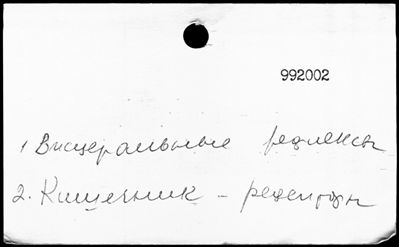 992002
1 Висцеральные рефлексы
2. Кишечник – рецепторы